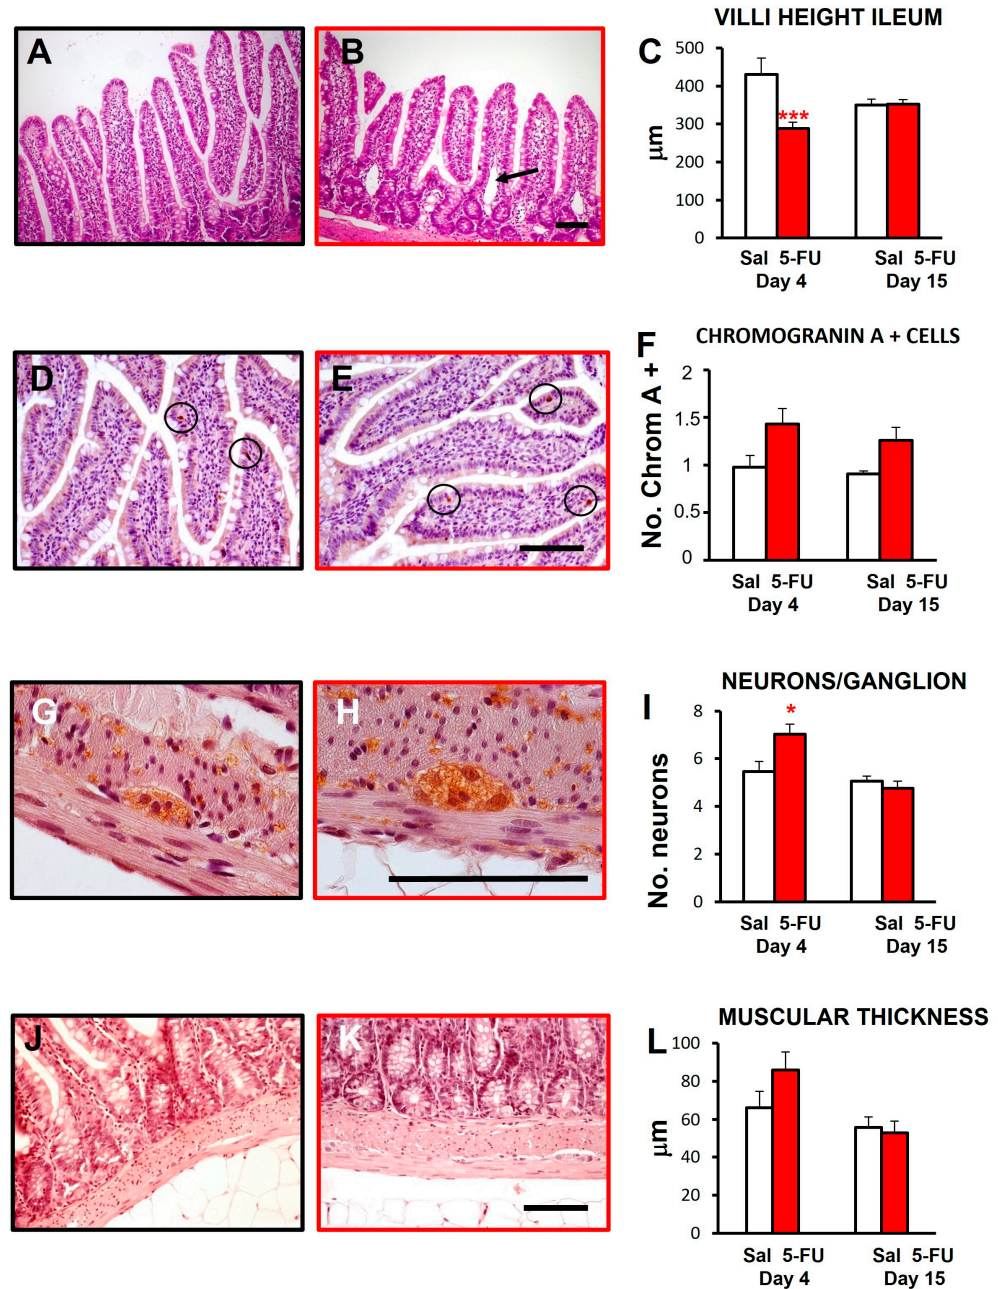 A
B
VILLI HEIGHT ILEUM
C
500
400
300
200
100
0
µm
***
Sal 5-FU
Day 4
Sal 5-FU
Day 15
D
E
F
CHROMOGRANIN A + CELLS
No. Chrom A +
2
1.5
1
0.5
0
Sal 5-FU
Day 4
Sal 5-FU
Day 15
G
H
NEURONS/GANGLION
I
No. neurons
8
6
4
2
0
*
Sal 5-FU
Day 4
Sal 5-FU
Day 15
J
K
MUSCULAR THICKNESS
L
100
80
60
40
20
0
µm
Sal 5-FU
Day 4
Sal 5-FU
Day 15